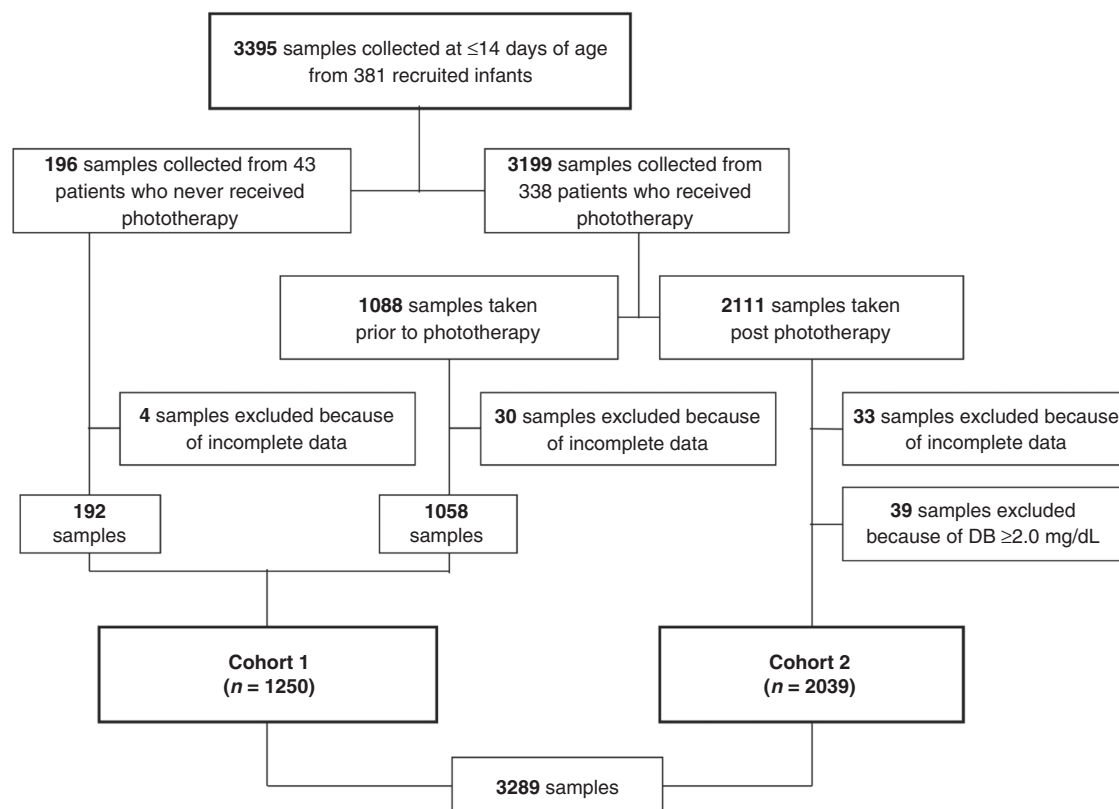 3395 samples collected at ≤14 days of age
from 381 recruited infants
196 samples collected from 43
patients who never received
phototherapy
3199 samples collected from
338 patients who received
phototherapy
1088 samples taken
prior to phototherapy
2111 samples taken
post phototherapy
4 samples excluded because
of incomplete data
30 samples excluded because
of incomplete data
33 samples excluded because
of incomplete data
192
samples
1058
samples
39 samples excluded
because of DB ≥2.0 mg/dL
Cohort 1
(n = 1250)
Cohort 2
(n = 2039)
3289 samples